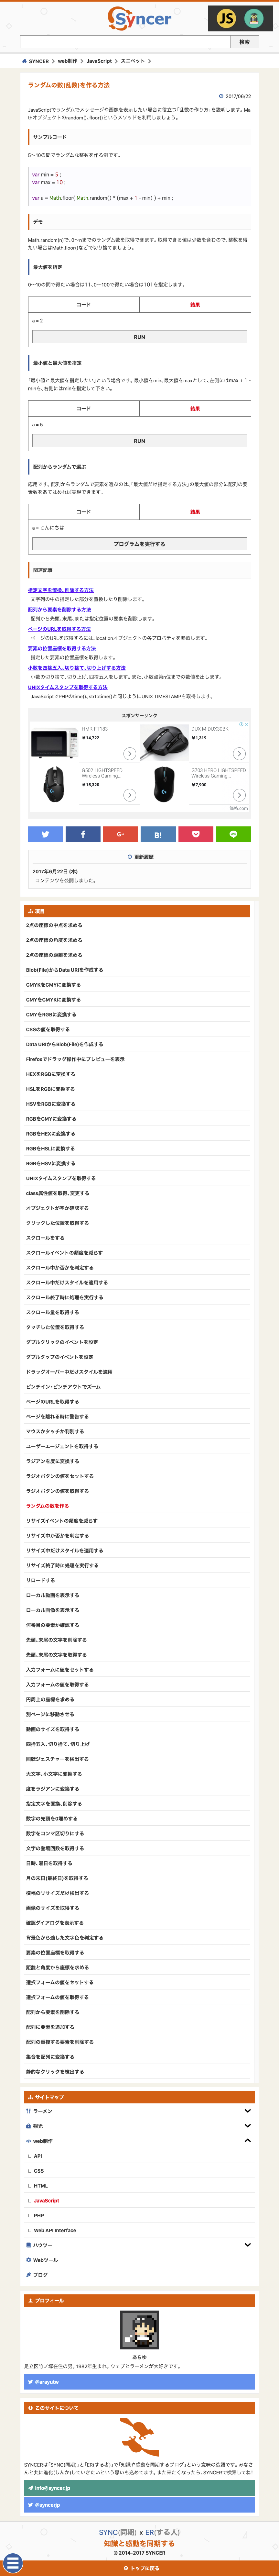 Syncer
検索
SYNCER > web制作 > JavaScript > スニペット >
ランダムの数(乱数)を作る方法
2017/06/22
JavaScriptでランダムでメッセージや画像を表示したい場合に役立つ「乱数の作り方」を説明します。Ma
thオブジェクトのrandom()、floor()というメソッドを利用しましょう。
サンプルコード
5〜10の間でランダムな整数を作る例です。
var min = 5 ;
var max = 10 ;
var a = Math.floor( Math.random() * (max + 1 - min) ) + min ;
デモ
Math.random()で、0〜nまでのランダム数を取得できます。取得できる値は少数を含むので、整数を得
たい場合はMath.floor()などで切り捨てましょう。
最大値を指定
0〜10の間で得たい場合は11、0〜100で得たい場合は101を指定します。
コード 結果
a = 2
RUN
最小値と最大値を指定
「最小値と最大値を指定したい」という場合です。最小値をmin、最大値をmaxとして、左側にはmax + 1 -
minを、右側にはminを指定して下さい。
コード 結果
a = 5
RUN
配列からランダムで選ぶ
応用です。配列からランダムで要素を選ぶのは、「最大値だけ指定する方法」の最大値の部分に配列の要
素数をあてはめれば実現できます。
コード 結果
a = こんにちは
プログラムを実行する
関連記事
指定文字を置換、削除する方法
文字列の中の指定した部分を置換したり削除します。
配列から要素を削除する方法
配列から先頭、末尾、または指定位置の要素を削除します。
ページのURLを取得する方法
ページのURLを取得するには、locationオブジェクトの各プロパティを参照します。
要素の位置座標を取得する方法
指定した要素の位置座標を取得します。
小数を四捨五入、切り捨て、切り上げする方法
小数の切り捨て、切り上げ、四捨五入をします。また、小数点第n位までの数値を算出します。
UNIXタイムスタンプを取得する方法
JavaScriptでPHPのtime()、strtotime()と同じようにUNIX TIMESTAMPを取得します。
スポンサーリンク
HMR-FT183
￥14,722
DUX M-DUX30BK
￥1,319
G502 LIGHTSPEED
Wireless Gaming...
￥15,320
G703 HERO LIGHTSPEED
Wireless Gaming...
￥7,900
価格.com
G+
B!
更新履歴
2017年6月22日 (木)
コンテンツを公開しました。
項目
2点の座標の中点を求める
2点の座標の角度を求める
2点の座標の距離を求める
Blob(File)からData URIを作成する
CMYKをCMYに変換する
CMYをCMYKに変換する
CMYをRGBに変換する
CSSの値を取得する
Data URIからBlob(File)を作成する
Firefoxでドラッグ操作中にプレビューを表示
HEXをRGBに変換する
HSLをRGBに変換する
HSVをRGBに変換する
RGBをCMYに変換する
RGBをHEXに変換する
RGBをHSLに変換する
RGBをHSVに変換する
UNIXタイムスタンプを取得する
class属性値を取得、変更する
オブジェクトが空か確認する
クリックした位置を取得する
スクロールをする
スクロールイベントの頻度を減らす
スクロール中か否かを判定する
スクロール中だけスタイルを適用する
スクロール終了時に処理を実行する
スクロール量を取得する
タッチした位置を取得する
ダブルクリックのイベントを設定
ダブルタップのイベントを設定
ドラッグオーバー中だけスタイルを適用
ピンチイン・ピンチアウトでズーム
ページのURLを取得する
ページを離れる時に警告する
マウスかタッチか判別する
ユーザーエージェントを取得する
ラジアンを度に変換する
ラジオボタンの値をセットする
ラジオボタンの値を取得する
ランダムの数を作る
リサイズイベントの頻度を減らす
リサイズ中か否かを判定する
リサイズ中だけスタイルを適用する
リサイズ終了時に処理を実行する
リロードする
ローカル動画を表示する
ローカル画像を表示する
何番目の要素か確認する
先頭、末尾の文字を削除する
先頭、末尾の文字を取得する
入力フォームに値をセットする
入力フォームの値を取得する
円周上の座標を求める
別ページに移動させる
動画のサイズを取得する
四捨五入、切り捨て、切り上げ
回転ジェスチャーを検出する
大文字、小文字に変換する
度をラジアンに変換する
指定文字を置換、削除する
数字の先頭を0埋めする
数字をコンマ区切りにする
文字の登場回数を取得する
日時、曜日を取得する
月の末日(最終日)を取得する
横幅のリサイズだけ検出する
画像のサイズを取得する
確認ダイアログを表示する
背景色から適した文字色を判定する
要素の位置座標を取得する
距離と角度から座標を求める
選択フォームの値をセットする
選択フォームの値を取得する
配列から要素を削除する
配列に要素を追加する
配列の重複する要素を削除する
集合を配列に変換する
静的なクリックを検出する
サイトマップ
ラーメン
観光
web制作
API
CSS
HTML
JavaScript
PHP
Web API Interface
ハウツー
Webツール
ブログ
プロフィール
あらゆ
足立区竹ノ塚在住の男。1982年生まれ。ウェブとラーメンが大好きです。
@arayutw
このサイトについて
SYNCERは「SYNC(同期)」と「ER(する者)」で「知識や感動を同期するブログ」という意味の造語です。みなさ
んと共に進化(しんか)していきたいという思いも込めてます。また来たくなったら、SYNCERで検索してね！
info@syncer.jp
@syncerjp
SYNC(同期) x ER(する人)
知識と感動を同期する
© 2014-2017 SYNCER
トップに戻る